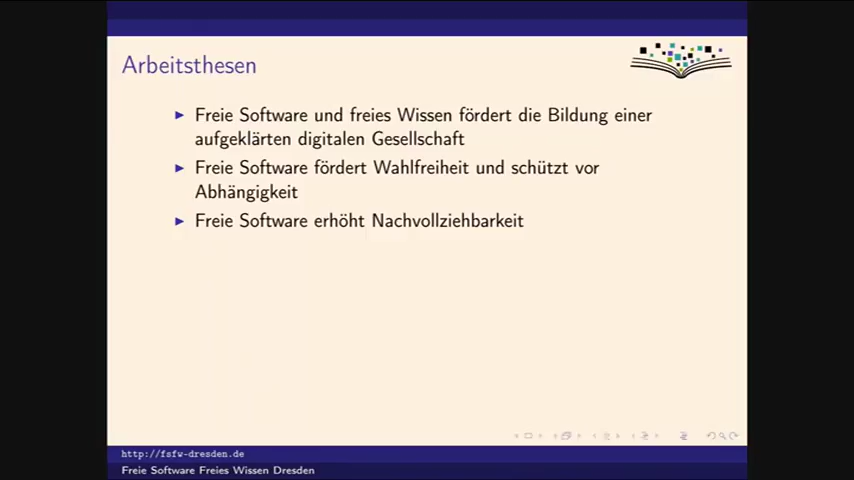 Arbeitsthesen
Freie Software und freies Wissen fördert die Bildung einer
aufgeklärten digitalen Gesellschaft
Freie Software fördert Wahlfreiheit und schützt vor
Abhängigkeit
Freie Software erhöht Nachvollziehbarkeit
http://fsfw-dresden.de
Freie Software Freies Wissen Dresden